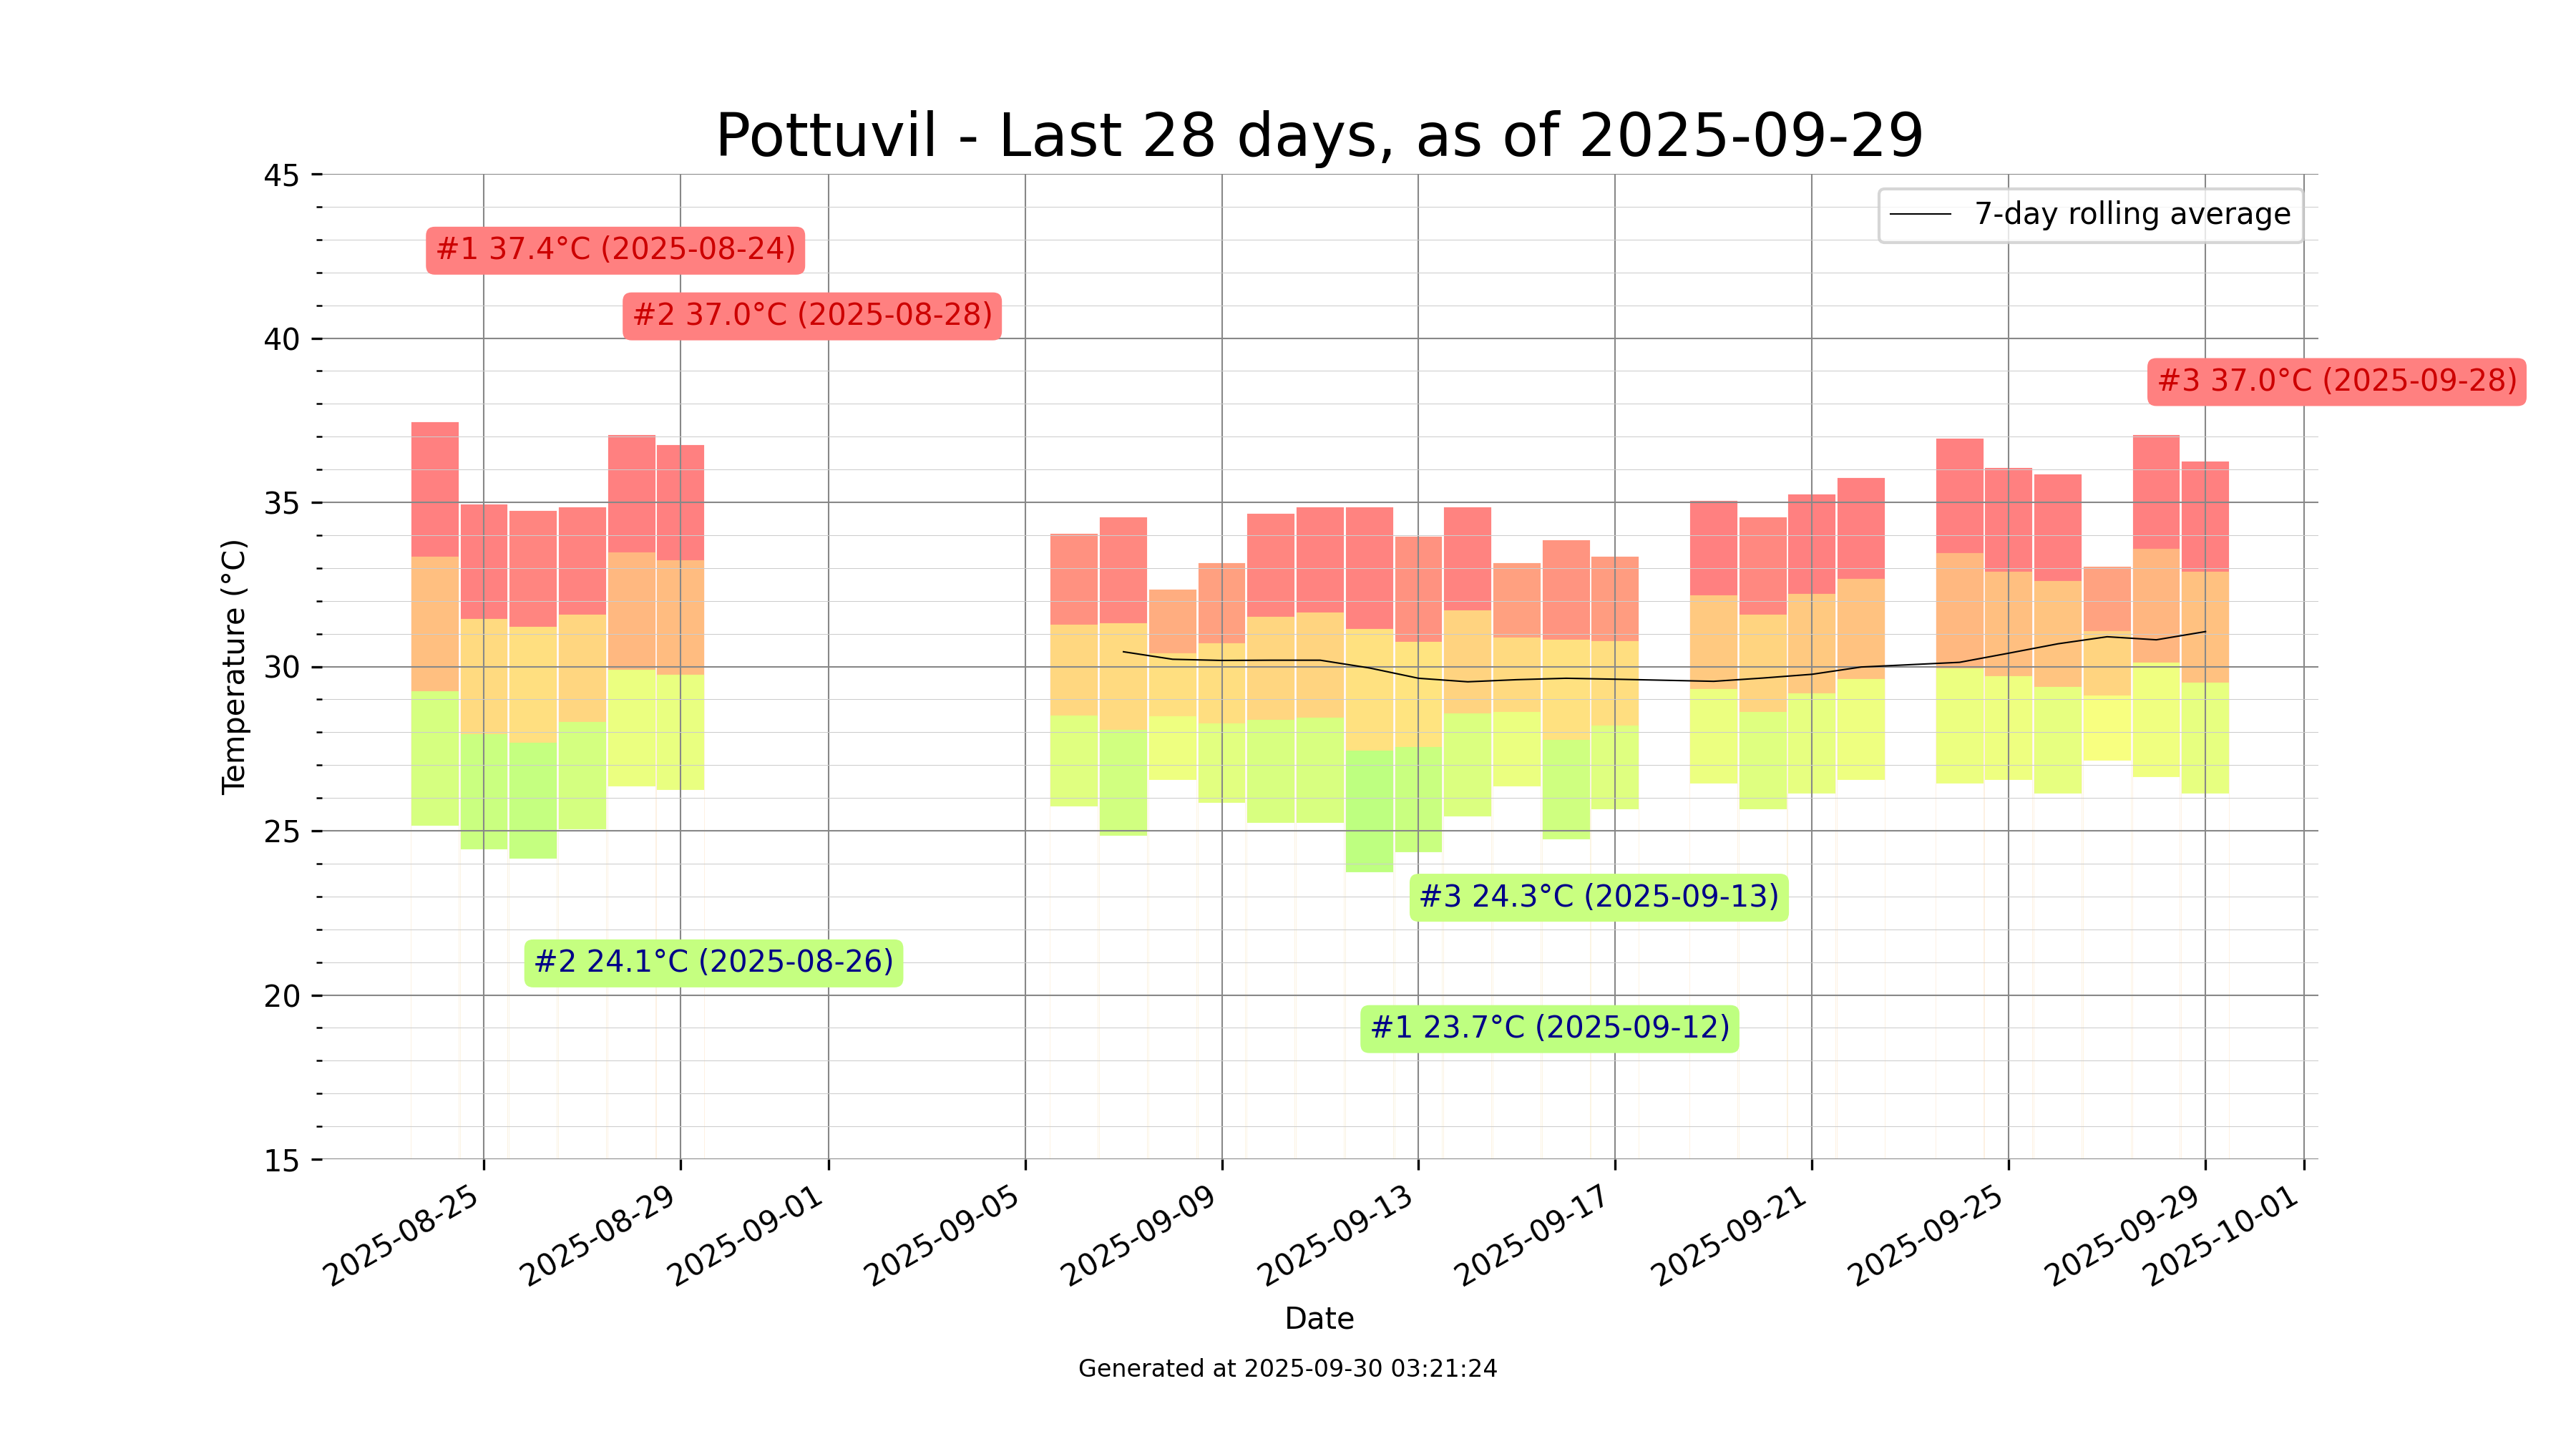 Pottuvil - Last 28 days, as of 2025-09-29
45
40
35
30
25
20
15
Temperature (°C)
7-day rolling average
#1 37.4°C (2025-08-24)
#2 37.0°C (2025-08-28)
#3 37.0°C (2025-09-28)
#3 24.3°C (2025-09-13)
#2 24.1°C (2025-08-26)
#1 23.7°C (2025-09-12)
2025-08-25
2025-08-29
2025-09-01
2025-09-05
2025-09-09
2025-09-13
2025-09-17
2025-09-21
2025-09-25
2025-09-29
2025-10-01
Date
Generated at 2025-09-30 03:21:24